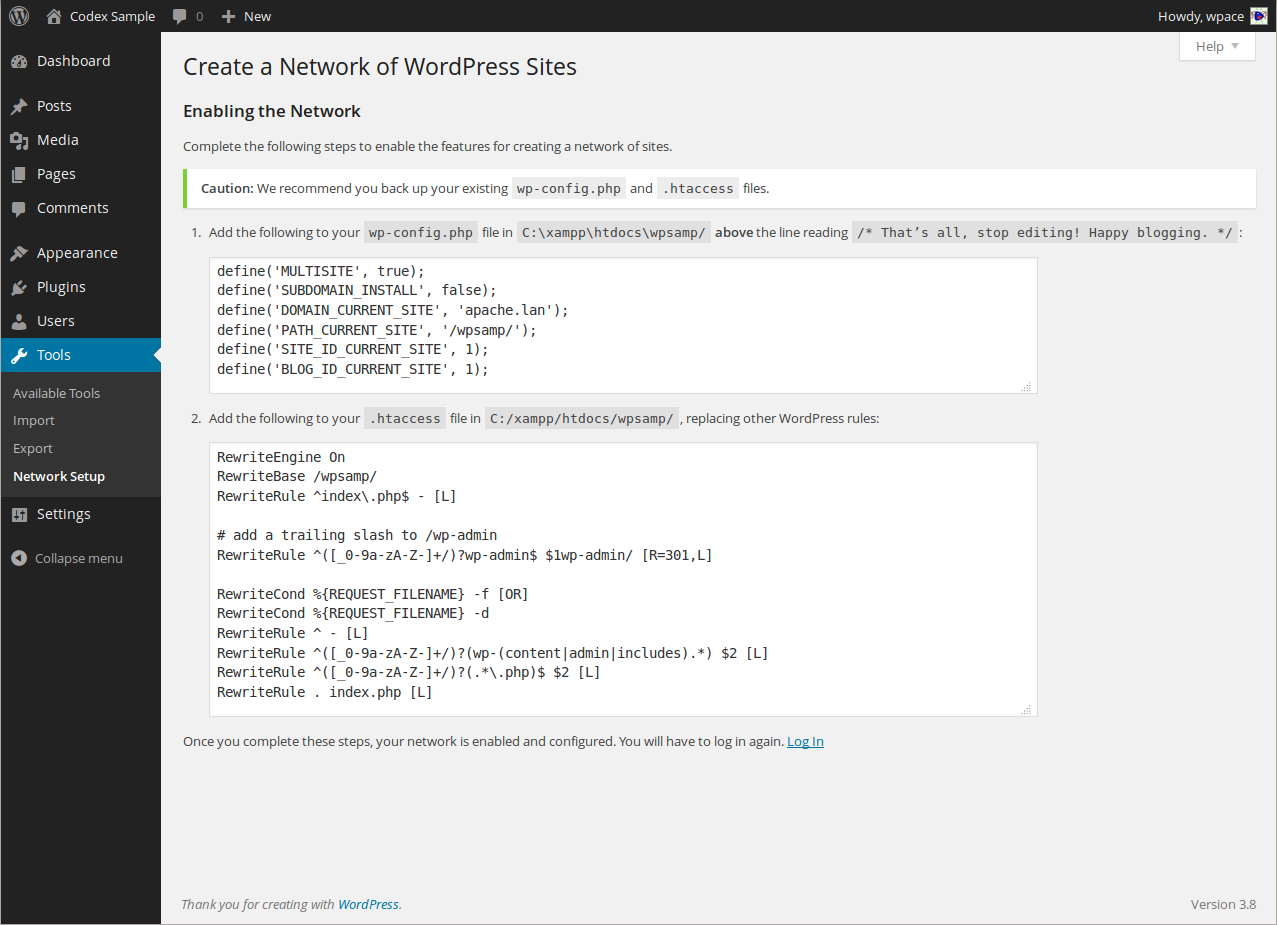 Codex Sample 0 New Howdy, wpace
Help
Dashboard
Posts
Media
Pages
Comments
Appearance
Plugins
Users
Tools
Available Tools
Import
Export
Network Setup
Settings
Collapse menu
Create a Network of WordPress Sites
Enabling the Network
Complete the following steps to enable the features for creating a network of sites.
Caution: We recommend you back up your existing wp-config.php and .htaccess files.
1. Add the following to your wp-config.php file in C:\xampp\htdocs\wpsamp/ above the line reading /* That’s all, stop editing! Happy blogging. */ :
define('MULTISITE', true);
define('SUBDOMAIN_INSTALL', false);
define('DOMAIN_CURRENT_SITE', 'apache.lan');
define('PATH_CURRENT_SITE', '/wpsamp/');
define('SITE_ID_CURRENT_SITE', 1);
define('BLOG_ID_CURRENT_SITE', 1);
2. Add the following to your .htaccess file in C:/xampp/htdocs/wpsamp/ , replacing other WordPress rules:
RewriteEngine On
RewriteBase /wpsamp/
RewriteRule ^index\.php$ - [L]
# add a trailing slash to /wp-admin
RewriteRule ^([_0-9a-zA-Z-]+/)?wp-admin$ $1wp-admin/ [R=301,L]
RewriteCond %{REQUEST_FILENAME} -f [OR]
RewriteCond %{REQUEST_FILENAME} -d
RewriteRule ^ - [L]
RewriteRule ^([_0-9a-zA-Z-]+/)?(wp-(content|admin|includes).*) $2 [L]
RewriteRule ^([_0-9a-zA-Z-]+/)?(.*\.php)$ $2 [L]
RewriteRule . index.php [L]
Once you complete these steps, your network is enabled and configured. You will have to log in again. Log In
Thank you for creating with WordPress.
Version 3.8